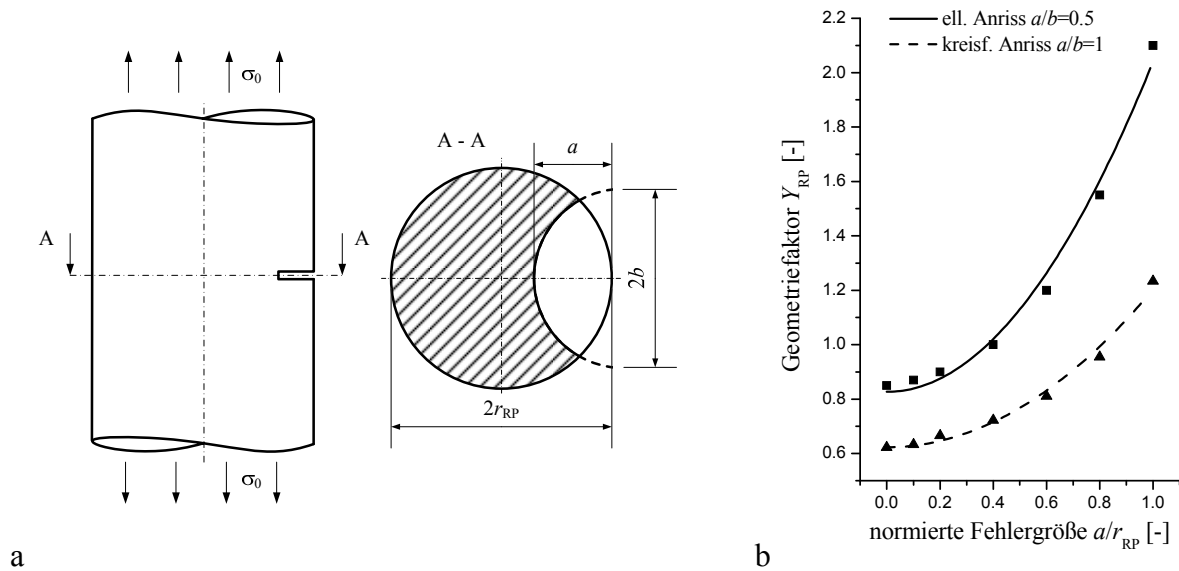 σ0
A
A
σ0
a
A - A
a
2b
2rRP
b
ell. Anriss a/b=0.5
kreisf. Anriss a/b=1
Geometriefaktor YRP [-]
2.2
2.0
1.8
1.6
1.4
1.2
1.0
0.8
0.6
0.0 0.2 0.4 0.6 0.8 1.0
normierte Fehlergröße a/rRP [-]